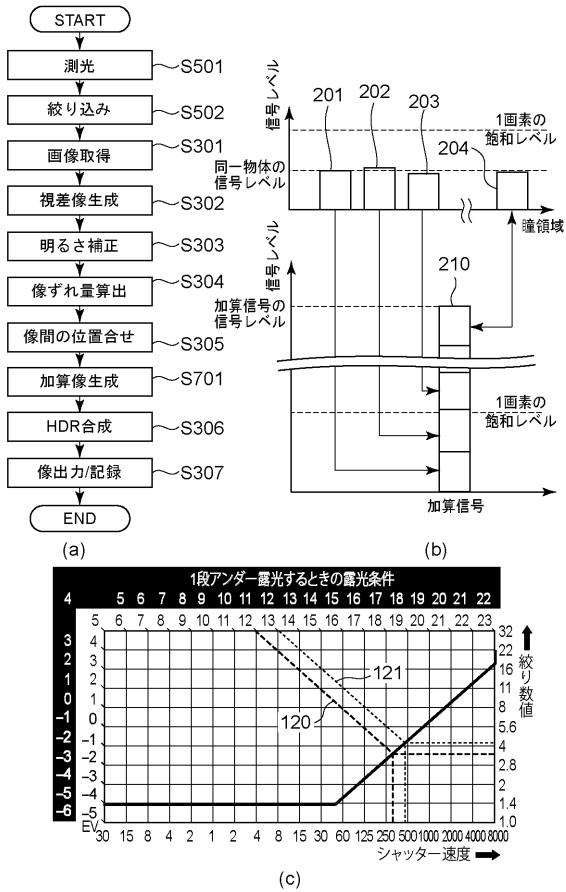 START
測光
S501
絞り込み
S502
画像取得
S301
視差像生成
S302
明るさ補正
S303
像ずれ量算出
S304
像間の位置合せ
S305
加算像生成
S701
HDR合成
S306
像出力/記録
S307
END
(a)
信号レベル
201
202
203
1画素の
飽和レベル
204
同一物体の
信号レベル
瞳領域
信号レベル
210
加算信号の
信号レベル
1画素の
飽和レベル
加算信号
(b)
1段アンダー露光するときの露光条件
4 5 6 7 8 9 10 11 12 13 14 15 16 17 18 19 20 21 22
5 6 7 8 9 10 11 12 13 14 15 16 17 18 19 20 21 22 23
3 2 1 0 −1 −2 −3 −4 −5 −6
4 3 2 1 0 −1 −2 −3 −4 −5
EV
120
121
32 22 16 11 8 5.6 4 2.8 2 1.4 1.0
絞り数値
30 15 8 4 2 1 2 4 8 15 30 60 125 250 500 1000 2000 4000 8000
シャッター速度
(c)